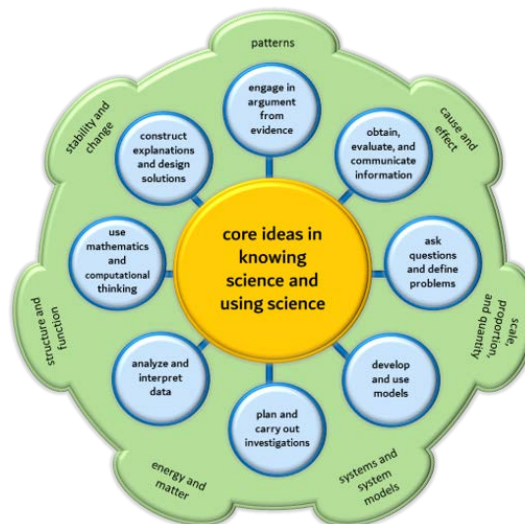 patterns
engage in
argument from
evidence
cause and
effect
obtain,
evaluate, and
communicate
information
ask
questions
and define
problems
scale,
proportion,
and quantity
develop
and use
models
systems and
system
models
plan and
carry out
investigations
energy and
matter
analyze and
interpret
data
structure and
function
use
mathematics
and
computational
thinking
stability and
change
construct
explanations
and design
solutions
core ideas in
knowing
science and
using science